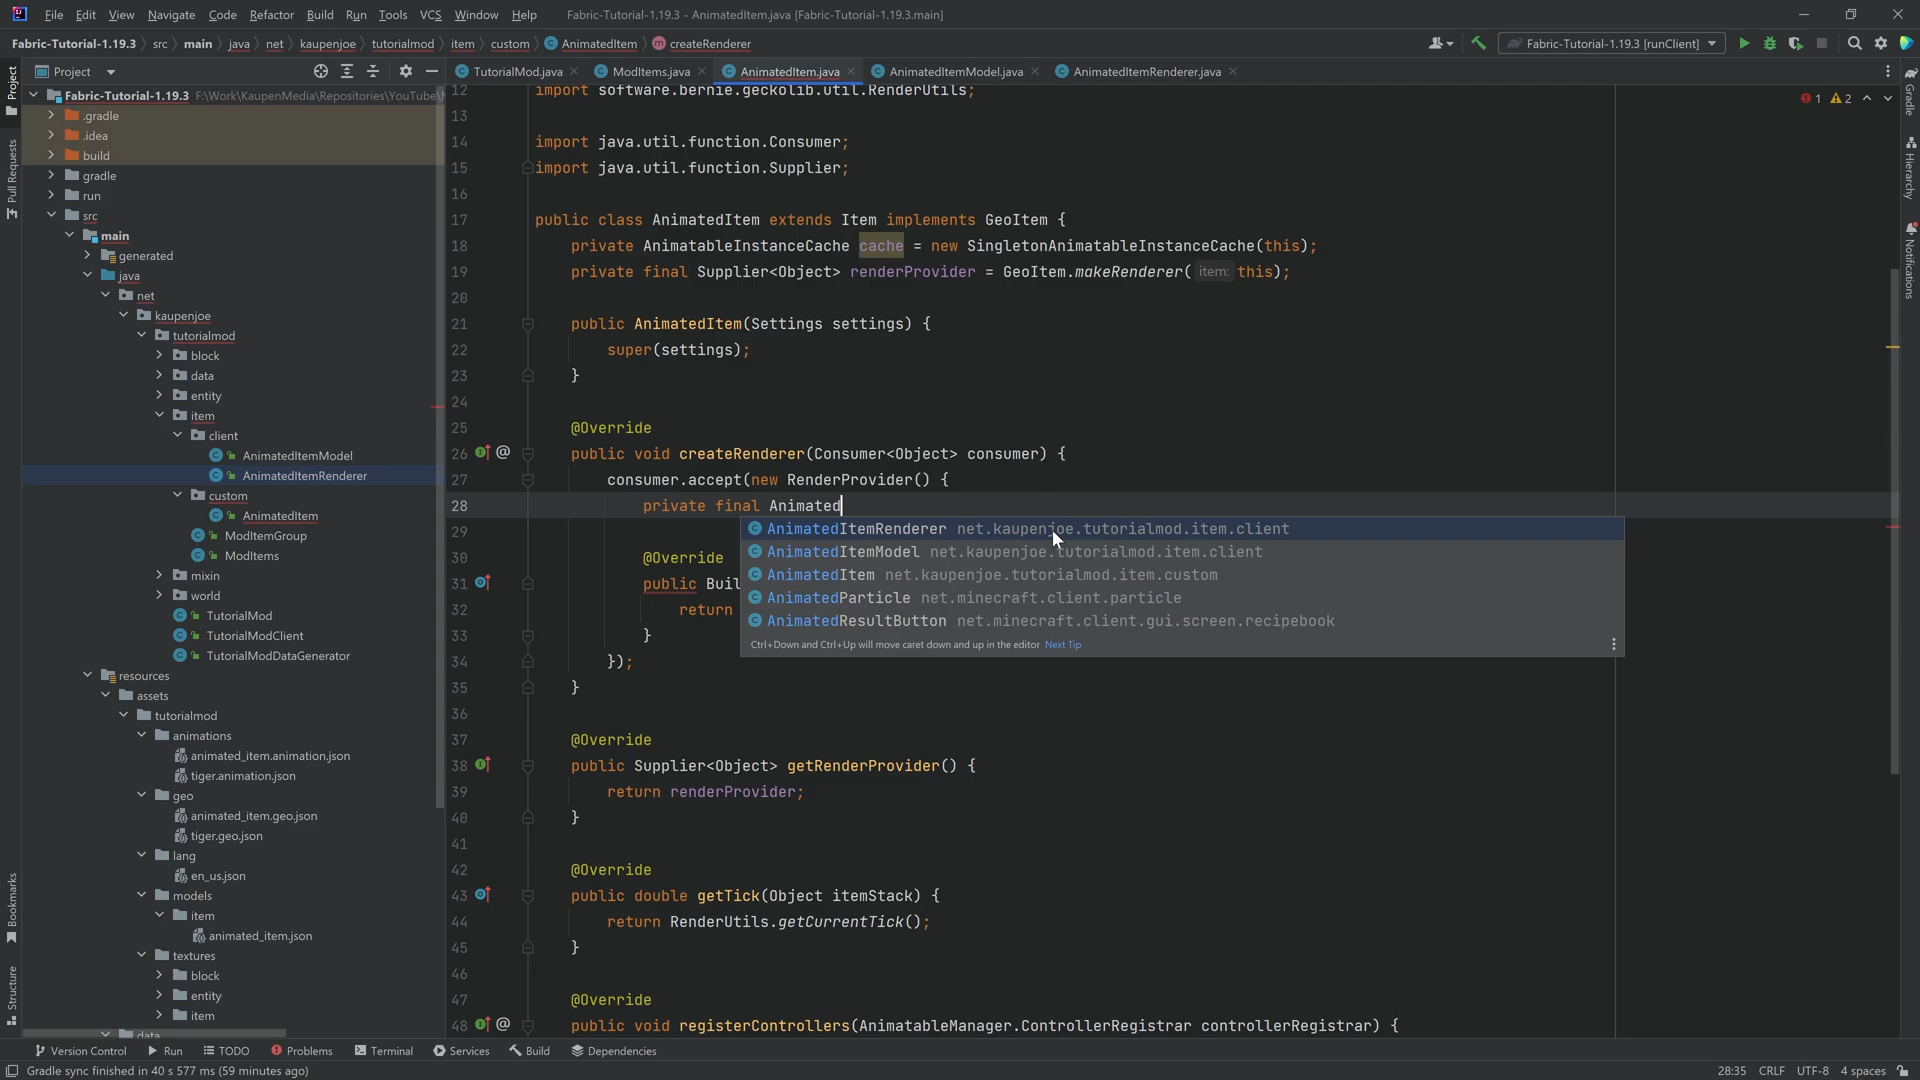 File Edit View Navigate Code Refactor Build Run Tools VCS Window Help Fabric-Tutorial-1.19.3 - AnimatedItem.java [Fabric-Tutorial-1.19.3.main]
Fabric-Tutorial-1.19.3 src main java net kaupenjoe tutorialmod item custom AnimatedItem createRenderer Fabric-Tutorial-1.19.3 [runClient]
Project TutorialMod.java ModItems.java AnimatedItem.java AnimatedItemModel.java AnimatedItemRenderer.java
Project
Pull Requests
Bookmarks
Structure
Fabric-Tutorial-1.19.3 F:\Work\KaupenMedia\Repositories\YouTube\
.gradle
.idea
build
gradle
run
src
main
generated
java
net
kaupenjoe
tutorialmod
block
data
entity
item
client
AnimatedItemModel
AnimatedItemRenderer
custom
AnimatedItem
ModItemGroup
ModItems
mixin
world
TutorialMod
TutorialModClient
TutorialModDataGenerator
resources
assets
tutorialmod
animations
animated_item.animation.json
tiger.animation.json
geo
animated_item.geo.json
tiger.geo.json
lang
en_us.json
models
item
animated_item.json
textures
block
entity
item
data
1 2
12 import software.bernie.geckolib.util.RenderUtils;
13
14 import java.util.function.Consumer;
15 import java.util.function.Supplier;
16
17 public class AnimatedItem extends Item implements GeoItem {
18 private AnimatableInstanceCache cache = new SingletonAnimatableInstanceCache(this);
19 private final Supplier<Object> renderProvider = GeoItem.makeRenderer( item: this);
20
21 public AnimatedItem(Settings settings) {
22 super(settings);
23 }
24
25 @Override
26 @ public void createRenderer(Consumer<Object> consumer) {
27 consumer.accept(new RenderProvider() {
28 private final Animated
29
30 @Override
31 public Buil
32 return
33 }
34 });
35 }
36
37 @Override
38 public Supplier<Object> getRenderProvider() {
39 return renderProvider;
40 }
41
42 @Override
43 public double getTick(Object itemStack) {
44 return RenderUtils.getCurrentTick();
45 }
46
47 @Override
48 @ public void registerControllers(AnimatableManager.ControllerRegistrar controllerRegistrar) {
AnimatedItemRenderer net.kaupenjoe.tutorialmod.item.client
AnimatedItemModel net.kaupenjoe.tutorialmod.item.client
AnimatedItem net.kaupenjoe.tutorialmod.item.custom
AnimatedParticle net.minecraft.client.particle
AnimatedResultButton net.minecraft.client.gui.screen.recipebook
Ctrl+Down and Ctrl+Up will move caret down and up in the editor Next Tip
Gradle
Hierarchy
Notifications
Version Control Run TODO Problems Terminal Services Build Dependencies
Gradle sync finished in 40 s 577 ms (59 minutes ago) 28:35 CRLF UTF-8 4 spaces